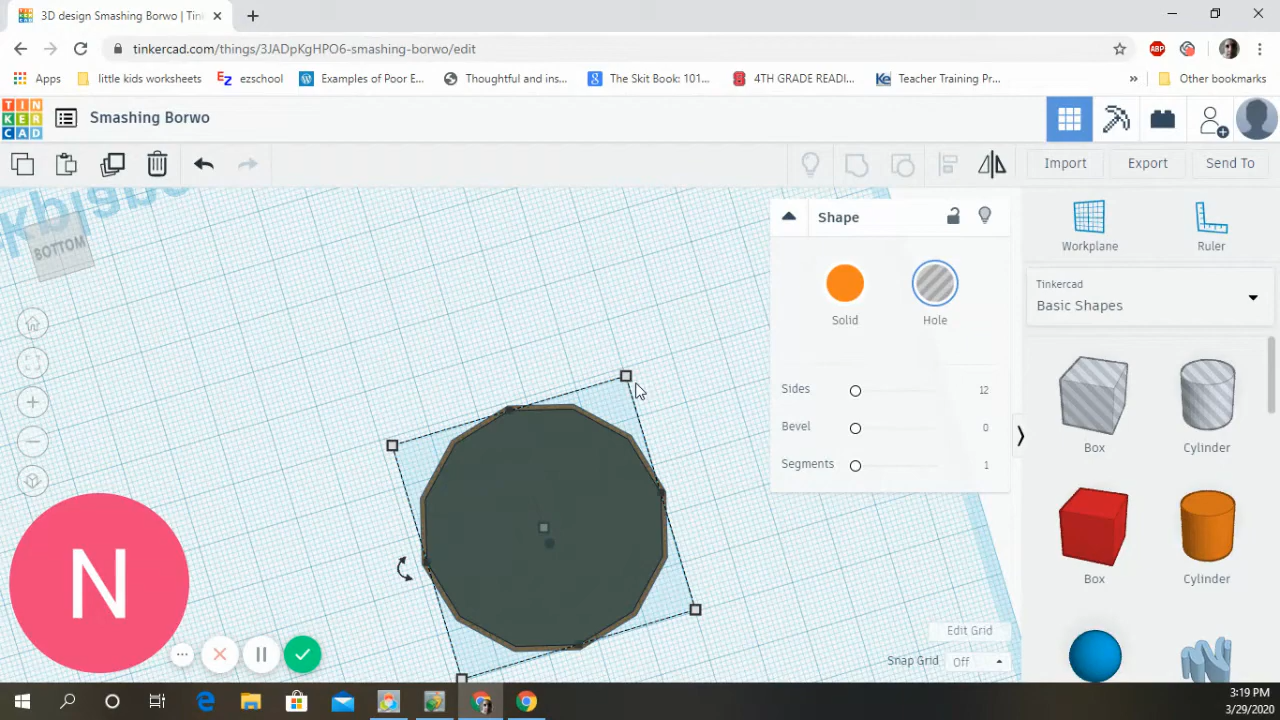 3D design Smashing Borwo | Tin
tinkercad.com/things/3JADpKgHPO6-smashing-borwo/edit
ABP
Apps
little kids worksheets
EZ ezschool
Examples of Poor E...
Thoughtful and ins...
The Skit Book: 101...
4TH GRADE READI...
Ke Teacher Training Pr...
»
Other bookmarks
TIN
KER
CAD
Smashing Borwo
Import
Export
Send To
BOTTOM
Shape
Solid
Hole
Sides 12
Bevel 0
Segments 1
Workplane
Ruler
Tinkercad
Basic Shapes
Box
Cylinder
Box
Cylinder
N
Edit Grid
Snap Grid Off
3:19 PM
3/29/2020